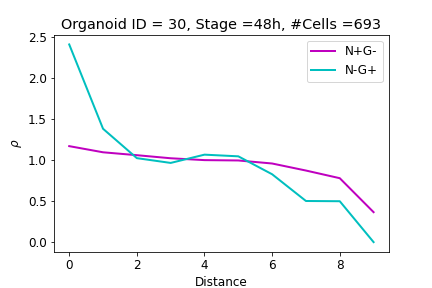 Organoid ID = 30, Stage =48h, #Cells =693
2.5
2.0
1.5
1.0
0.5
0.0
ρ
N+G-
N-G+
0 2 4 6 8
Distance